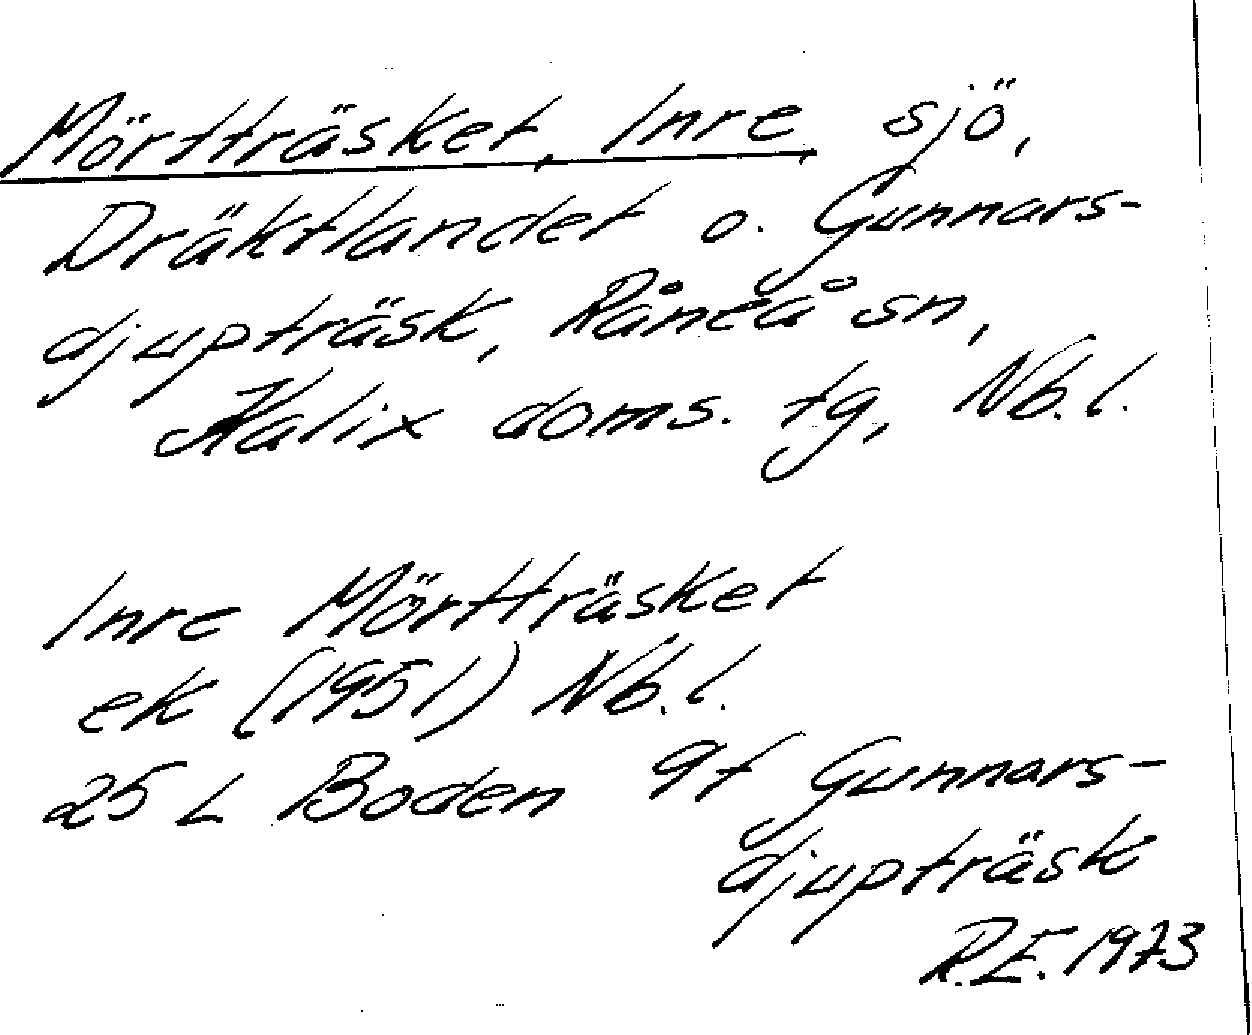 Mörtträsket, Inre, sjö,
Dräktlandet o. Gunnars-
djupträsk, Råneå sn,
Kalix doms. tg, Nb.l.
Inre Mörtträsket
ek (1951) Nb.l.
25 L Boden 9f Gunnars-
djupträsk
R.E. 1973